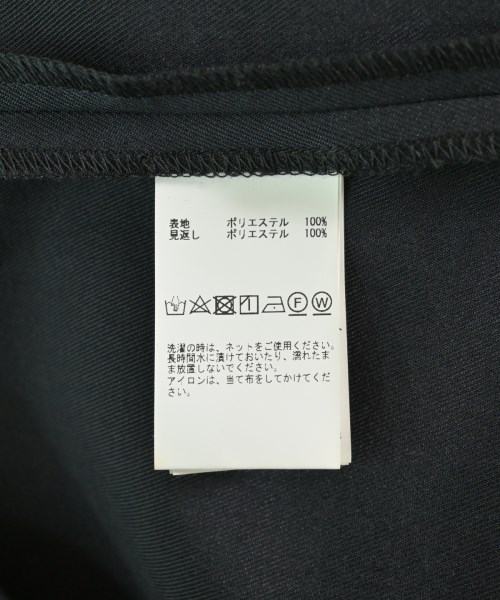 表地 ポリエステル 100%
見返し ポリエステル 100%
F W
洗濯の時は、ネットをご使用ください。
長時間水に漬けておいたり、濡れたま
ま放置しないでください。
アイロンは、当て布をしてかけてくだ
さい。